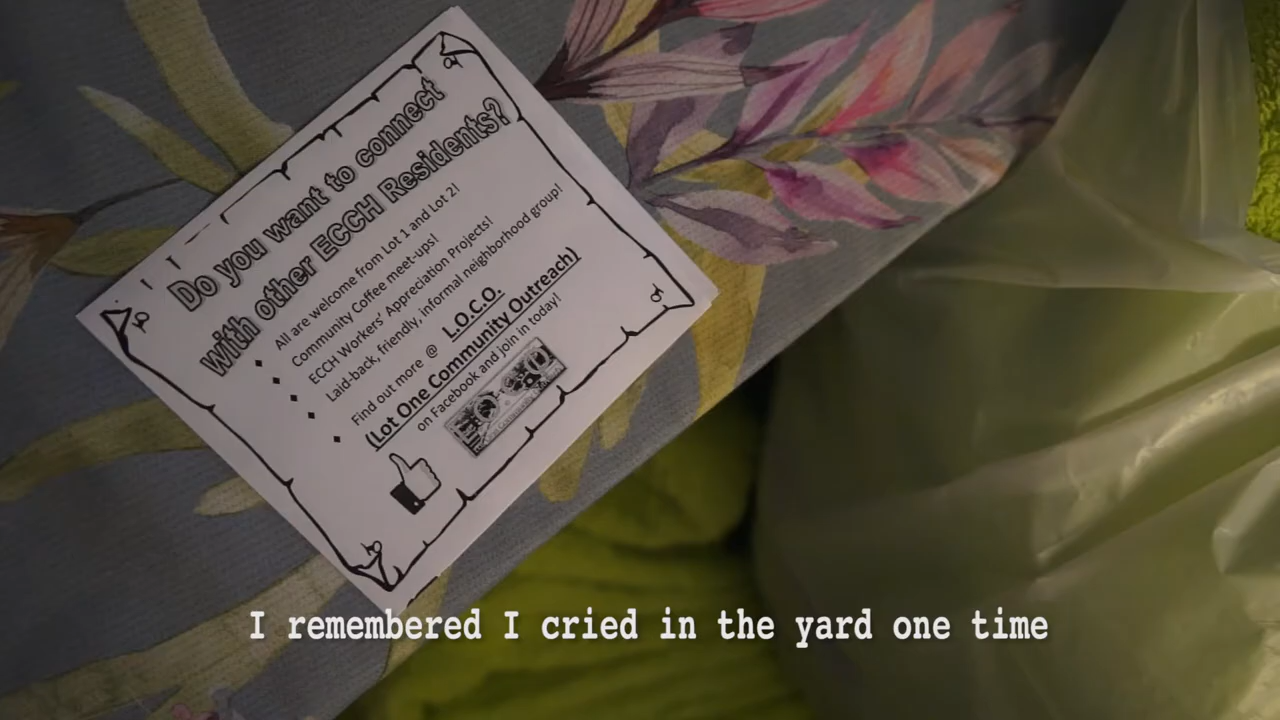 Do you want to connect
with other ECCH Residents?
All are welcome from Lot 1 and Lot 2!
Community Coffee meet-ups!
ECCH Workers' Appreciation Projects!
Laid-back, friendly, informal neighborhood group!
Find out more @ L.O.C.O.
(Lot One Community Outreach)
on Facebook and join in today!
I remembered I cried in the yard one time